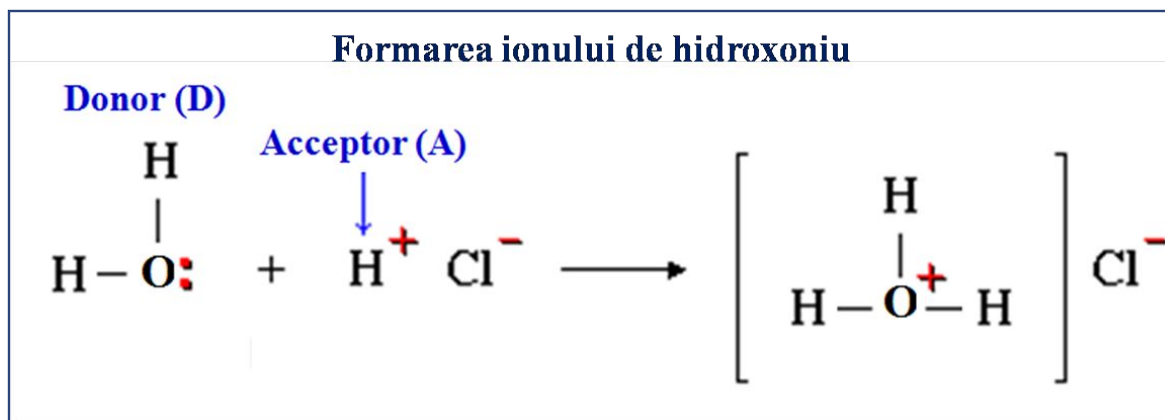 Formarea ionului de hidroxoniu
Donor (D)
Acceptor (A)
H
H – O: + H⁺ Cl⁻ → [H – O⁺ – H] Cl⁻
H